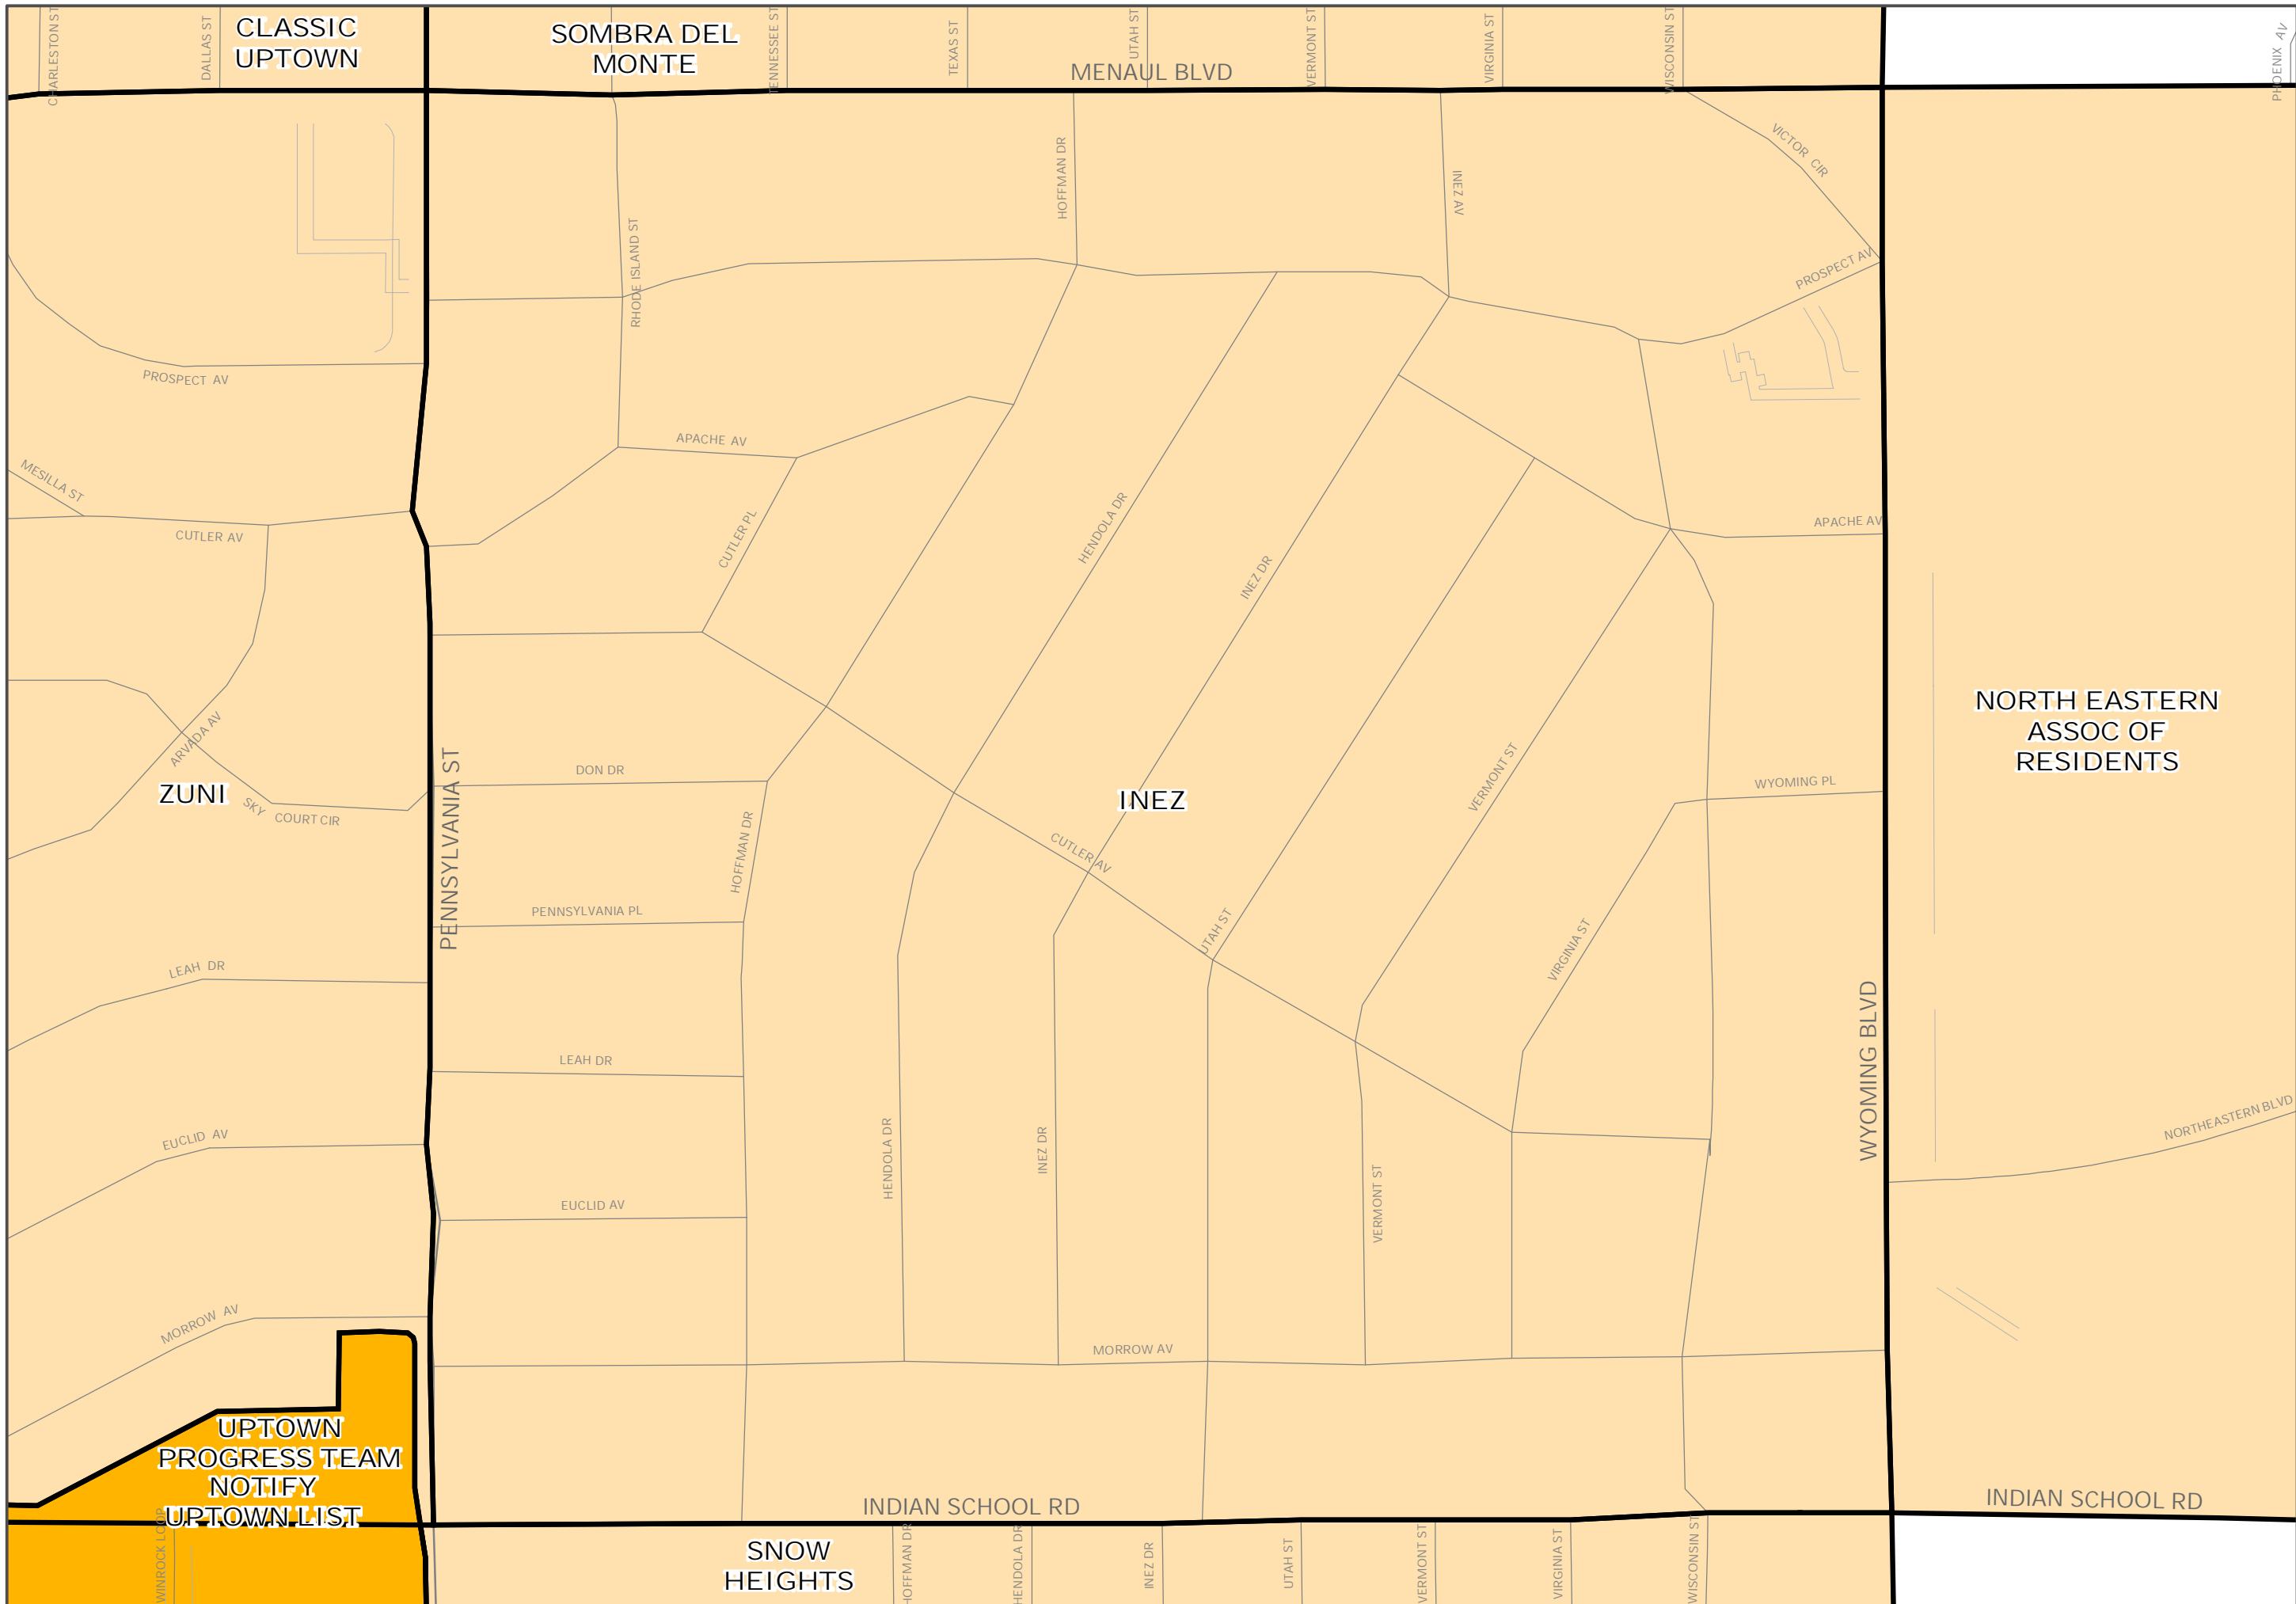 CHARLESTON ST
DALLAS ST
CLASSIC
UPTOWN
SOMBRA DEL
MONTE
TENNESSEE ST
TEXAS ST
UTAH ST
VERMONT ST
VIRGINIA ST
WISCONSIN ST
PHOENIX AV
MENAUL BLVD
VICTOR CIR
HOFFMAN DR
INEZ AV
RHODE ISLAND ST
PROSPECT AV
PROSPECT AV
APACHE AV
MESILLA ST
CUTLER AV
CUTLER PL
HENDOLA DR
INEZ DR
APACHE AV
NORTH EASTERN
ASSOC OF
RESIDENTS
ARVADA AV
ZUNI
SKY COURT CIR
PENNSYLVANIA ST
DON DR
INEZ
VERMONT ST
WYOMING PL
HOFFMAN DR
CUTLER AV
PENNSYLVANIA PL
UTAH ST
VIRGINIA ST
LEAH DR
WYOMING BLVD
LEAH DR
EUCLID AV
HENDOLA DR
INEZ DR
VERMONT ST
NORTHEASTERN BLVD
EUCLID AV
MORROW AV
MORROW AV
UPTOWN
PROGRESS TEAM
NOTIFY
UPTOWN LIST
INDIAN SCHOOL RD
INDIAN SCHOOL RD
WINROCK LOOP
SNOW
HEIGHTS
HOFFMAN DR
HENDOLA DR
INEZ DR
UTAH ST
VERMONT ST
VIRGINIA ST
WISCONSIN ST